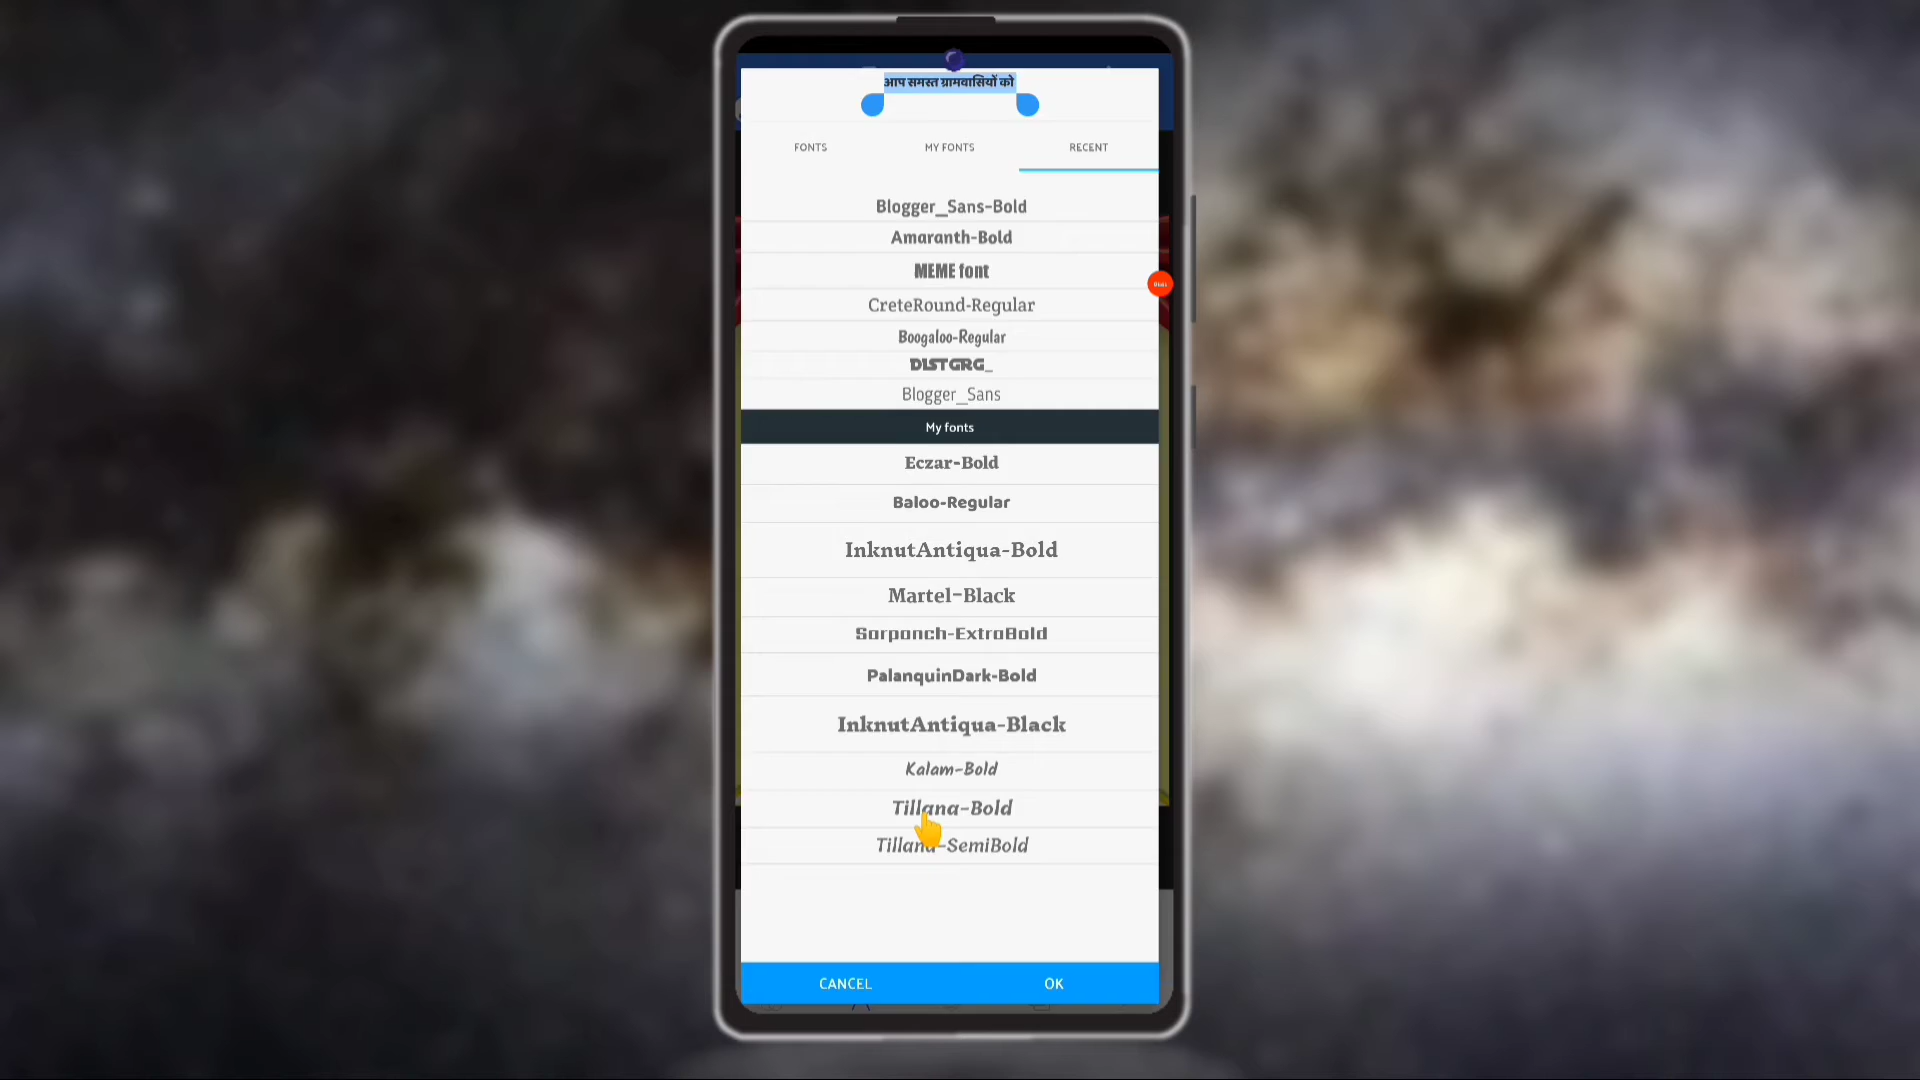 आप समस्त ग्रामवासियों को
FONTS
MY FONTS
RECENT
Blogger_Sans-Bold
Amaranth-Bold
MEME font
CreteRound-Regular
Boogaloo-Regular
DLSTGRG_
Blogger_Sans
My fonts
Eczar-Bold
Baloo-Regular
InknutAntiqua-Bold
Martel-Black
Sarpanch-ExtraBold
PalanquinDark-Bold
InknutAntiqua-Black
Kalam-Bold
Tillana-Bold
Tillana-SemiBold
CANCEL
OK